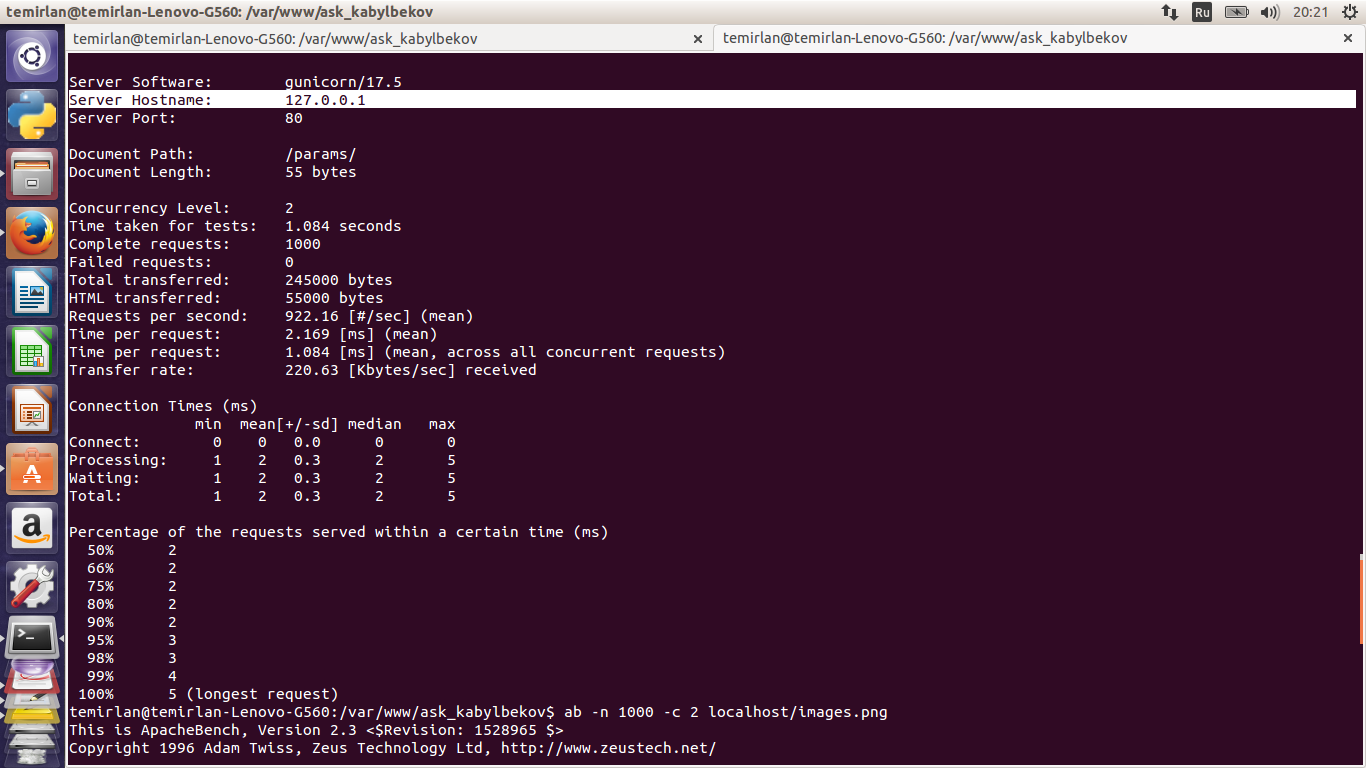 temirlan@temirlan-Lenovo-G560: /var/www/ask_kabylbekov
Ru
20:21
temirlan@temirlan-Lenovo-G560: /var/www/ask_kabylbekov ×
temirlan@temirlan-Lenovo-G560: /var/www/ask_kabylbekov ×
Server Software:        gunicorn/17.5
Server Hostname:        127.0.0.1
Server Port:            80
Document Path:          /params/
Document Length:        55 bytes
Concurrency Level:      2
Time taken for tests:   1.084 seconds
Complete requests:      1000
Failed requests:        0
Total transferred:      245000 bytes
HTML transferred:       55000 bytes
Requests per second:    922.16 [#/sec] (mean)
Time per request:       2.169 [ms] (mean)
Time per request:       1.084 [ms] (mean, across all concurrent requests)
Transfer rate:          220.63 [Kbytes/sec] received
Connection Times (ms)
              min  mean[+/-sd] median   max
Connect:        0    0   0.0      0       0
Processing:     1    2   0.3      2       5
Waiting:        1    2   0.3      2       5
Total:          1    2   0.3      2       5
Percentage of the requests served within a certain time (ms)
  50%      2
  66%      2
  75%      2
  80%      2
  90%      2
  95%      3
  98%      3
  99%      4
 100%      5 (longest request)
temirlan@temirlan-Lenovo-G560:/var/www/ask_kabylbekov$ ab -n 1000 -c 2 localhost/images.png
This is ApacheBench, Version 2.3 <$Revision: 1528965 $>
Copyright 1996 Adam Twiss, Zeus Technology Ltd, http://www.zeustech.net/